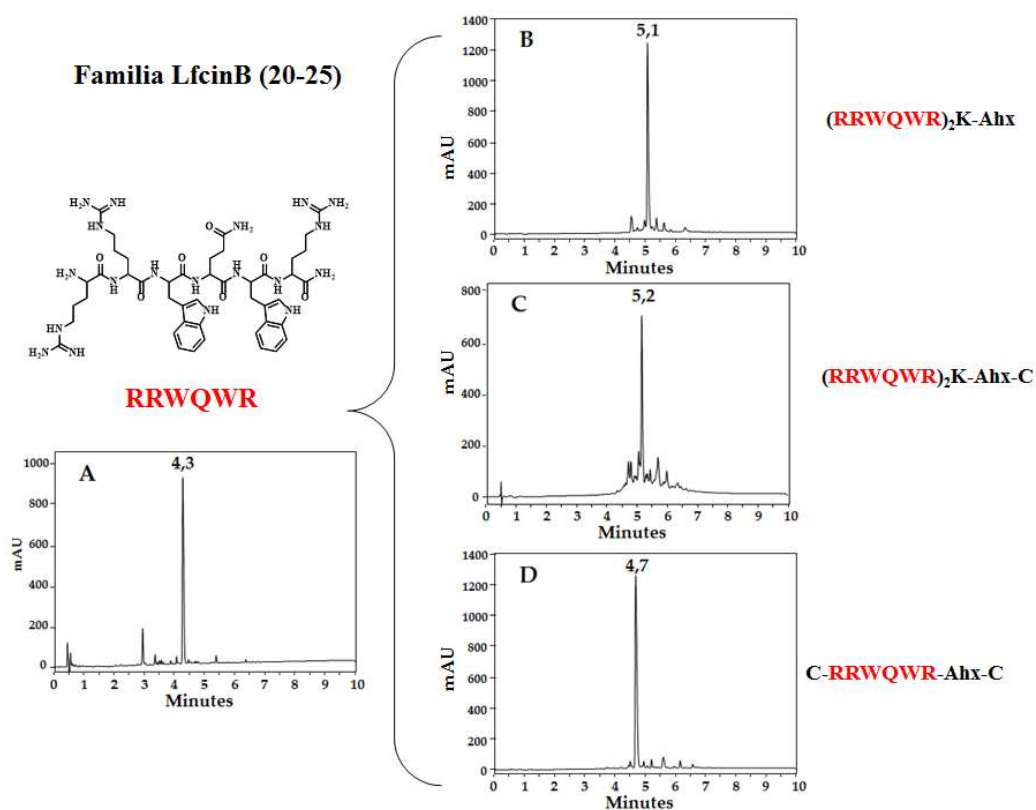 Familia LfcinB (20-25)
H₂N
NH
HN
O
NH₂
H₂N
NH
HN
O
NH₂
H₂N
O
N
H
H
N
O
N
H
O
H
N
O
N
H
O
NH₂
HN
H₂N
NH
NH
NH
RRWQWR
A
4,3
mAU
1000
800
600
400
200
0
0 1 2 3 4 5 6 7 8 9 10
Minutes
B
5,1
mAU
1400
1200
1000
800
600
400
200
0
0 1 2 3 4 5 6 7 8 9 10
Minutes
(RRWQWR)₂K-Ahx
C
5,2
mAU
800
600
400
200
0
0 1 2 3 4 5 6 7 8 9 10
Minutes
(RRWQWR)₂K-Ahx-C
D
4,7
mAU
1400
1200
1000
800
600
400
200
0
0 1 2 3 4 5 6 7 8 9 10
Minutes
C-RRWQWR-Ahx-C